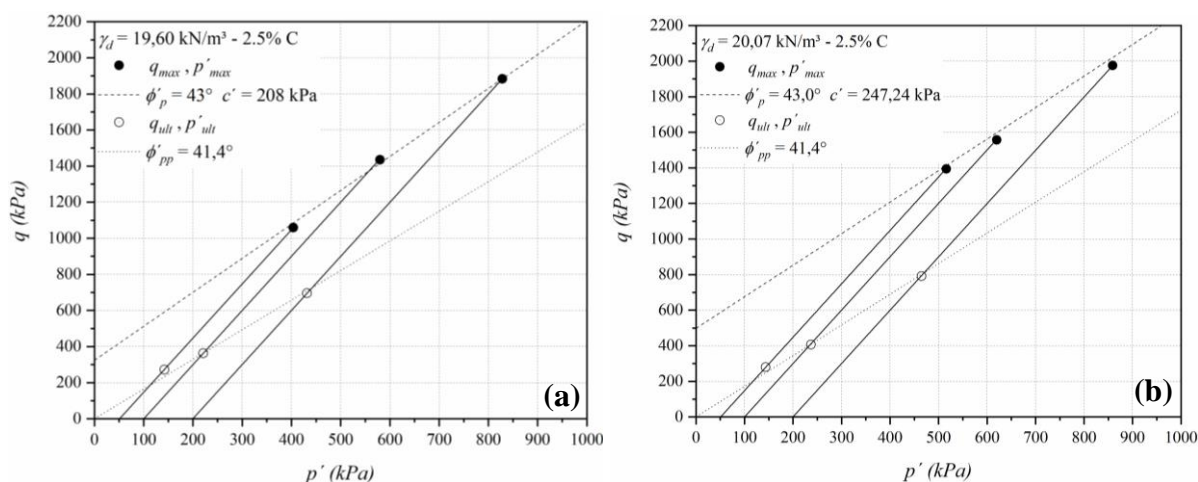 γd = 19,60 kN/m³ - 2.5% C
qmax , p´max
ϕ´p = 43° c´ = 208 kPa
qult , p´ult
ϕ´pp = 41,4°
2200
2000
1800
1600
1400
1200
1000
800
600
400
200
0
q (kPa)
0 100 200 300 400 500 600 700 800 900 1000
p´ (kPa)
(a)
γd = 20,07 kN/m³ - 2.5% C
qmax , p´max
ϕ´p = 43,0° c´ = 247,24 kPa
qult , p´ult
ϕ´pp = 41,4°
2200
2000
1800
1600
1400
1200
1000
800
600
400
200
0
q (kPa)
0 100 200 300 400 500 600 700 800 900 1000
p´ (kPa)
(b)